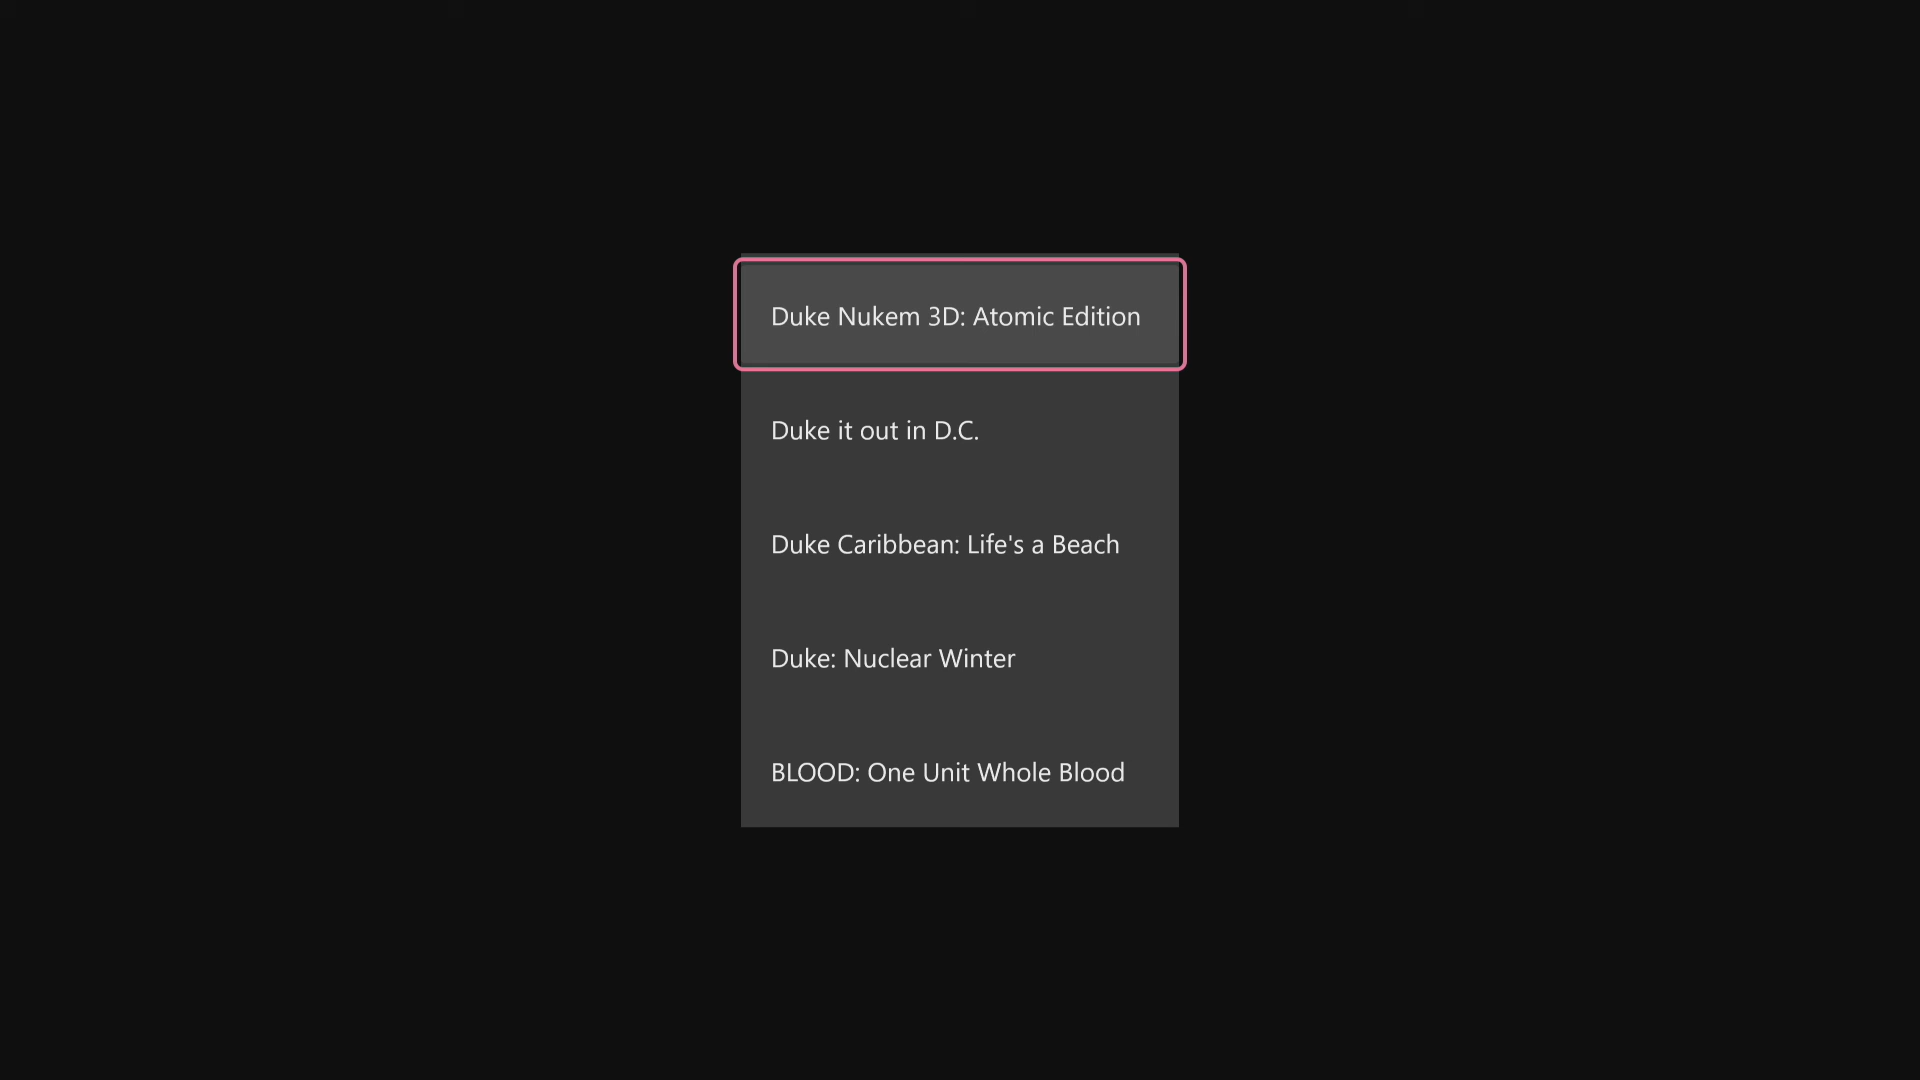 Duke Nukem 3D: Atomic Edition
Duke it out in D.C.
Duke Caribbean: Life's a Beach
Duke: Nuclear Winter
BLOOD: One Unit Whole Blood